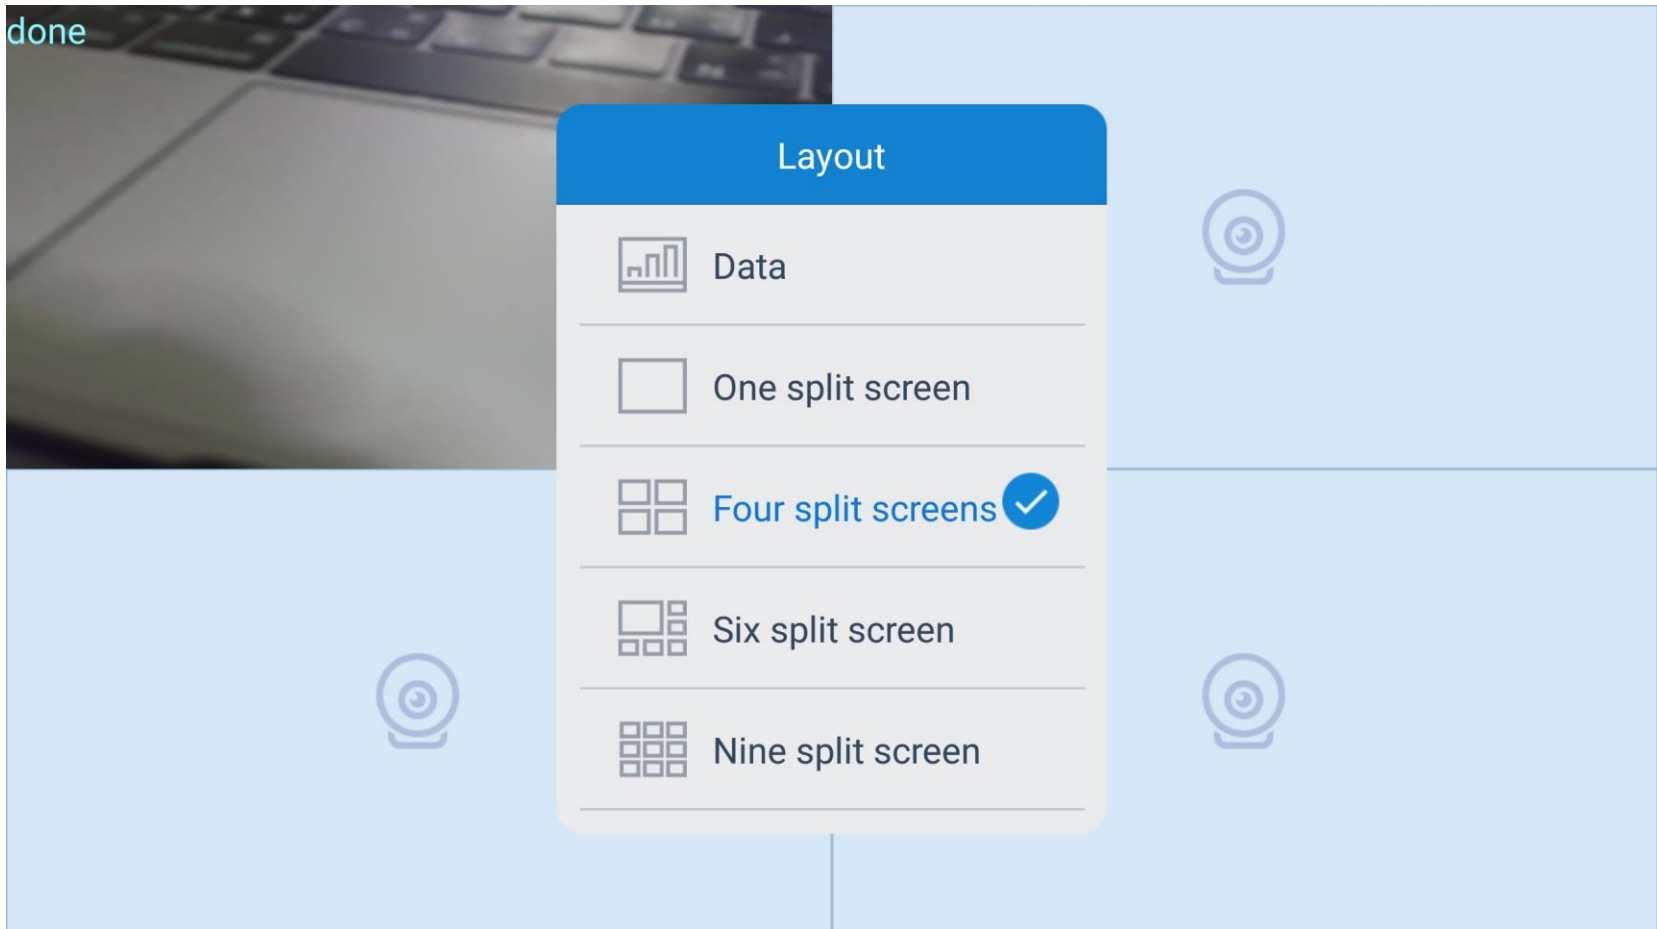 done
Layout
Data
One split screen
Four split screens
Six split screen
Nine split screen